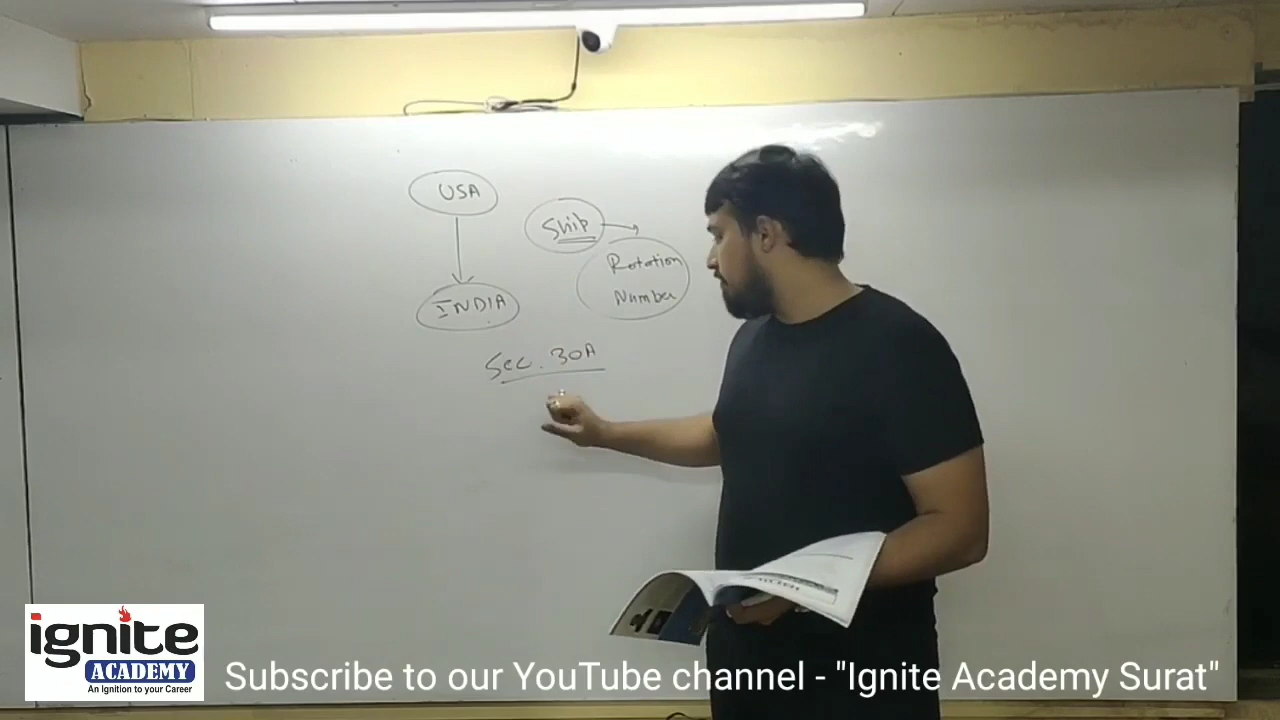 USA
Ship
Rotation
Number
INDIA
Sec. 30A
ignite
ACADEMY
An Ignition to your Career
Subscribe to our YouTube channel - "Ignite Academy Surat"